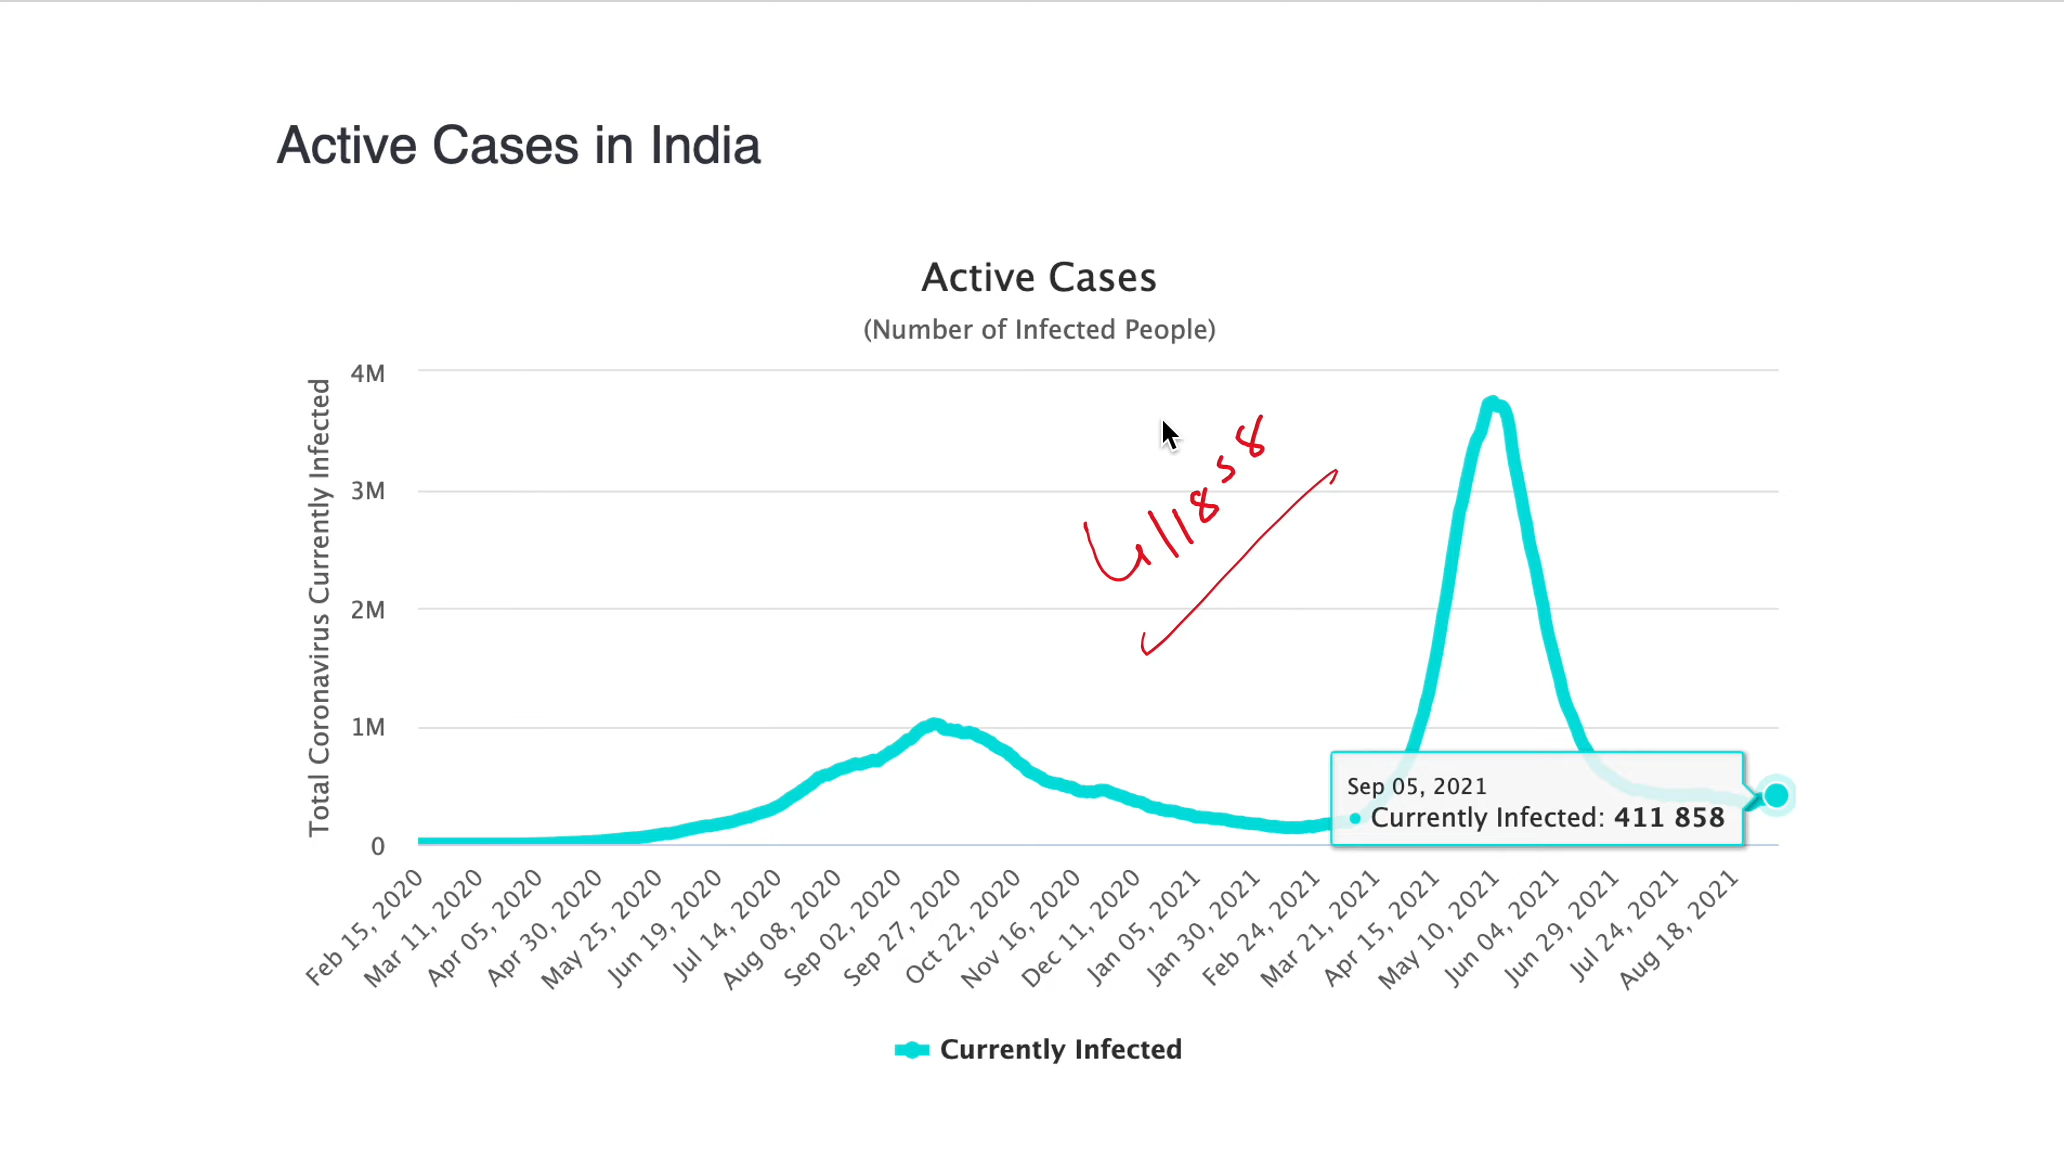 Active Cases in India
Active Cases
(Number of Infected People)
Total Coronavirus Currently Infected
4M
3M
2M
1M
0
411858
Sep 05, 2021
Currently Infected: 411 858
Feb 15, 2020
Mar 11, 2020
Apr 05, 2020
Apr 30, 2020
May 25, 2020
Jun 19, 2020
Jul 14, 2020
Aug 08, 2020
Sep 02, 2020
Sep 27, 2020
Oct 22, 2020
Nov 16, 2020
Dec 11, 2020
Jan 05, 2021
Jan 30, 2021
Feb 24, 2021
Mar 21, 2021
Apr 15, 2021
May 10, 2021
Jun 04, 2021
Jun 29, 2021
Jul 24, 2021
Aug 18, 2021
Currently Infected